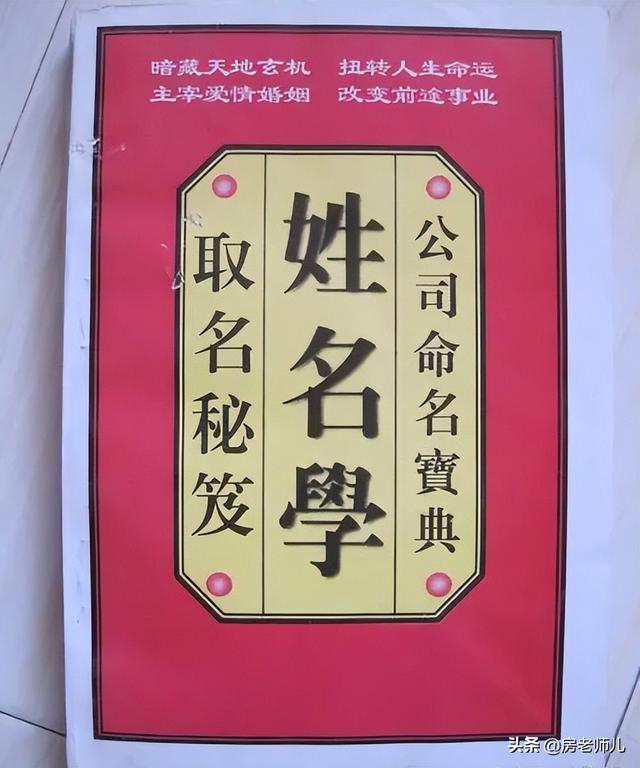 暗藏天地玄机 扭转人生命运
主宰爱情婚姻 改变前途事业
公司命名寶典
姓名學
取名秘笈
头条 @房老师儿